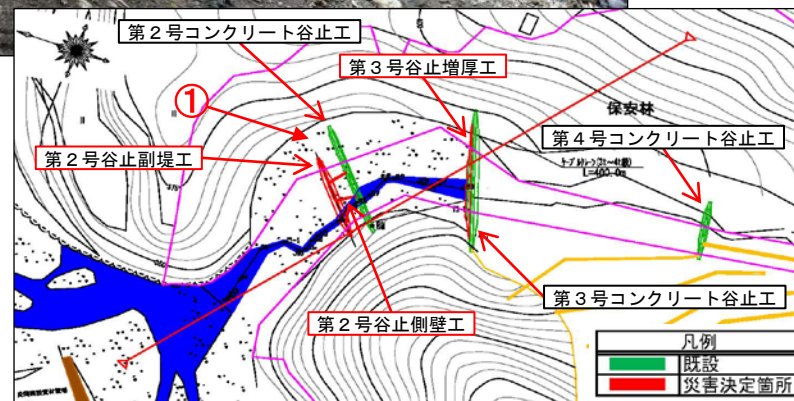 第２号コンクリート谷止工
①
第３号谷止増厚工
保安林
第４号コンクリート谷止工
第２号谷止副堤工
L=400.0m
第３号コンクリート谷止工
第２号谷止側壁工
凡例
既設
災害決定箇所